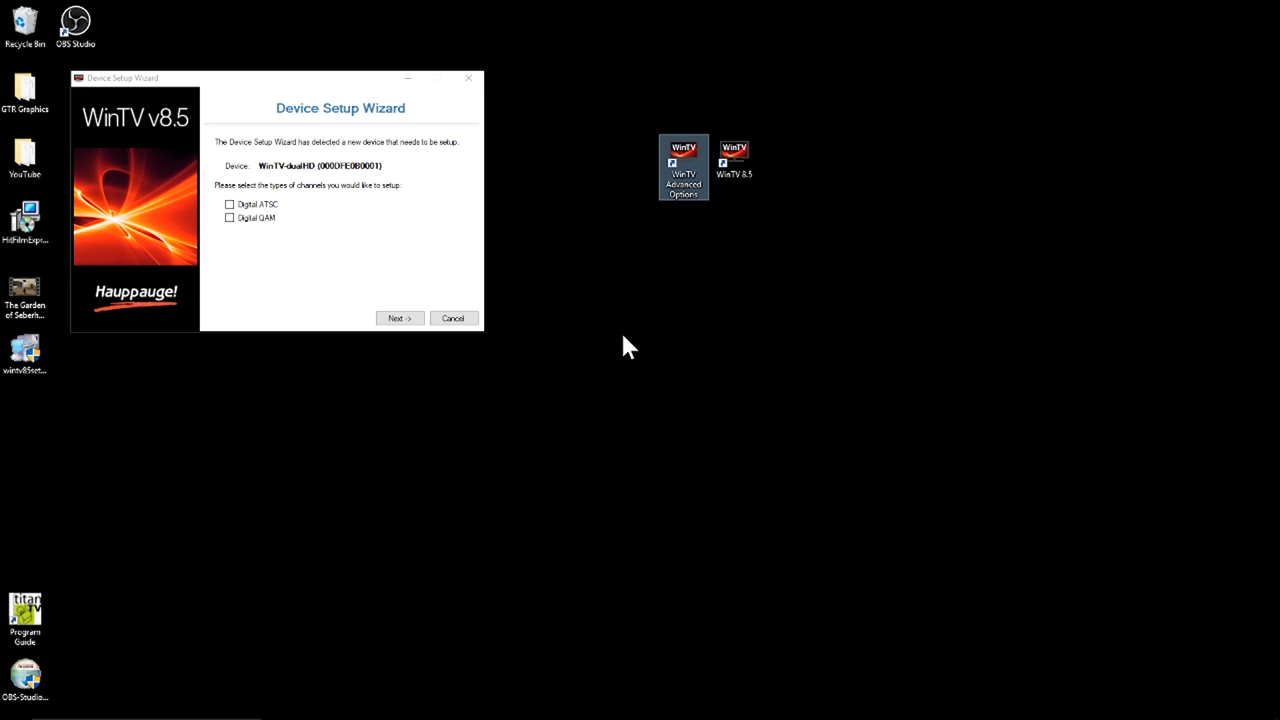 Recycle Bin
OBS Studio
GTR Graphics
YouTube
HitFilmExpr...
The Garden
of Seberh...
wintv85set...
titan
TV
Program
Guide
OBS-Studio...
Device Setup Wizard
WinTV v8.5
Hauppauge!
Device Setup Wizard
The Device Setup Wizard has detected a new device that needs to be setup.
Device: WinTV-dualHD (000DFE0B0001)
Please select the types of channels you would like to setup:
Digital ATSC
Digital QAM
Next ->
Cancel
WinTV
WinTV
Advanced
Options
WinTV
WinTV 8.5